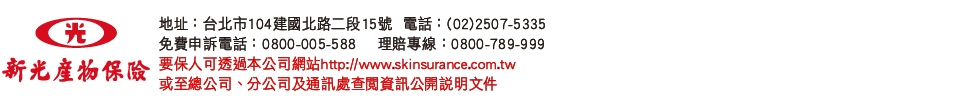 光
新光產物保險
地址：台北市104建國北路二段15號 電話：(02)2507-5335
免費申訴電話：0800-005-588 理賠專線：0800-789-999
要保人可透過本公司網站http://www.skinsurance.com.tw
或至總公司、分公司及通訊處查閱資訊公開說明文件